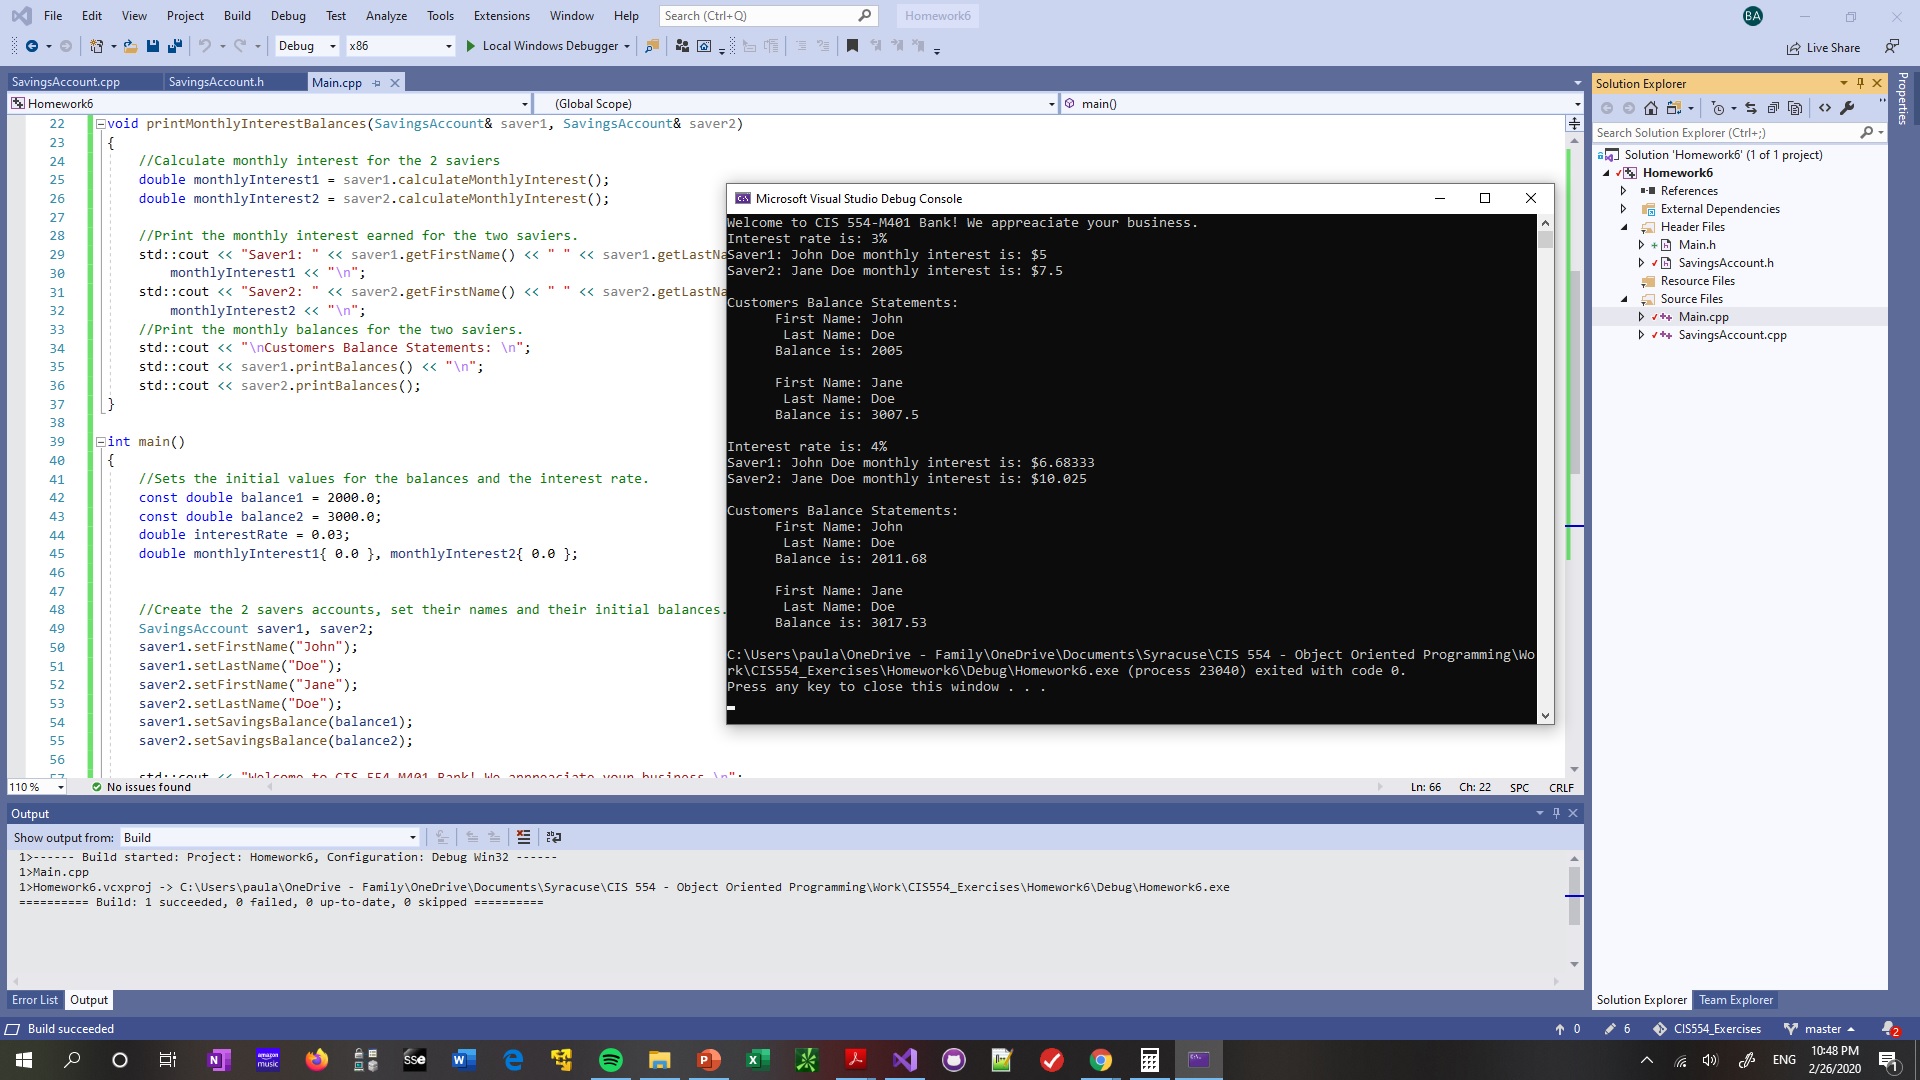 File Edit View Project Build Debug Test Analyze Tools Extensions Window Help Search (Ctrl+Q) Homework6 BA
Debug x86 Local Windows Debugger Live Share
SavingsAccount.cpp SavingsAccount.h Main.cpp
Homework6 (Global Scope) main()
22 void printMonthlyInterestBalances(SavingsAccount& saver1, SavingsAccount& saver2)
23 {
24 //Calculate monthly interest for the 2 saviers
25 double monthlyInterest1 = saver1.calculateMonthlyInterest();
26 double monthlyInterest2 = saver2.calculateMonthlyInterest();
27
28 //Print the monthly interest earned for the two saviers.
29 std::cout << "Saver1: " << saver1.getFirstName() << " " << saver1.getLastNa
30 monthlyInterest1 << "\n";
31 std::cout << "Saver2: " << saver2.getFirstName() << " " << saver2.getLastNa
32 monthlyInterest2 << "\n";
33 //Print the monthly balances for the two saviers.
34 std::cout << "\nCustomers Balance Statements: \n";
35 std::cout << saver1.printBalances() << "\n";
36 std::cout << saver2.printBalances();
37 }
38
39 int main()
40 {
41 //Sets the initial values for the balances and the interest rate.
42 const double balance1 = 2000.0;
43 const double balance2 = 3000.0;
44 double interestRate = 0.03;
45 double monthlyInterest1{ 0.0 }, monthlyInterest2{ 0.0 };
46
47
48 //Create the 2 savers accounts, set their names and their initial balances.
49 SavingsAccount saver1, saver2;
50 saver1.setFirstName("John");
51 saver1.setLastName("Doe");
52 saver2.setFirstName("Jane");
53 saver2.setLastName("Doe");
54 saver1.setSavingsBalance(balance1);
55 saver2.setSavingsBalance(balance2);
56
57 std::cout << "Welcome to CIS 554-M401 Bank! We appreaciate your business.\n";
110 % No issues found Ln: 66 Ch: 22 SPC CRLF
Microsoft Visual Studio Debug Console
Welcome to CIS 554-M401 Bank! We appreaciate your business.
Interest rate is: 3%
Saver1: John Doe monthly interest is: $5
Saver2: Jane Doe monthly interest is: $7.5
Customers Balance Statements:
First Name: John
Last Name: Doe
Balance is: 2005
First Name: Jane
Last Name: Doe
Balance is: 3007.5
Interest rate is: 4%
Saver1: John Doe monthly interest is: $6.68333
Saver2: Jane Doe monthly interest is: $10.025
Customers Balance Statements:
First Name: John
Last Name: Doe
Balance is: 2011.68
First Name: Jane
Last Name: Doe
Balance is: 3017.53
C:\Users\paula\OneDrive - Family\OneDrive\Documents\Syracuse\CIS 554 - Object Oriented Programming\Wo
rk\CIS554_Exercises\Homework6\Debug\Homework6.exe (process 23040) exited with code 0.
Press any key to close this window . . .
Solution Explorer
Search Solution Explorer (Ctrl+;)
Solution 'Homework6' (1 of 1 project)
Homework6
References
External Dependencies
Header Files
Main.h
SavingsAccount.h
Resource Files
Source Files
Main.cpp
SavingsAccount.cpp
Properties
Output
Show output from: Build
1>------ Build started: Project: Homework6, Configuration: Debug Win32 ------
1>Main.cpp
1>Homework6.vcxproj -> C:\Users\paula\OneDrive - Family\OneDrive\Documents\Syracuse\CIS 554 - Object Oriented Programming\Work\CIS554_Exercises\Homework6\Debug\Homework6.exe
========== Build: 1 succeeded, 0 failed, 0 up-to-date, 0 skipped ==========
Error List Output
Solution Explorer Team Explorer
Build succeeded 0 6 CIS554_Exercises master 2
amazon music SSe ENG 10:48 PM
2/26/2020 1